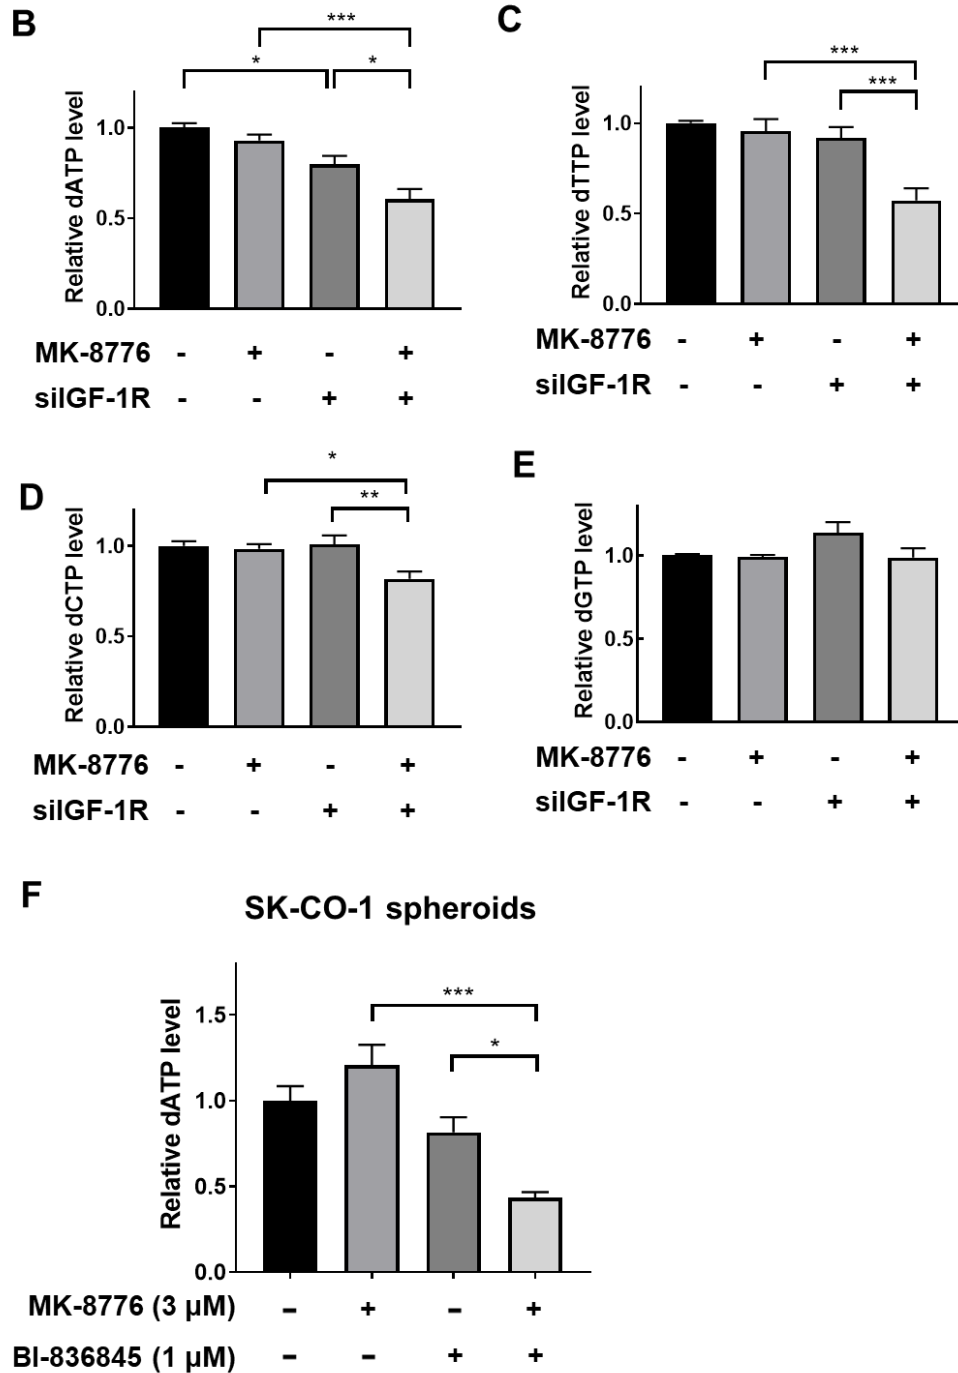 B
***
*
*
Relative dATP level
1.0
0.5
0.0
MK-8776 - + - +
siIGF-1R - - + +
C
***
***
Relative dTTP level
1.0
0.5
0.0
MK-8776 - + - +
siIGF-1R - - + +
D
*
**
Relative dCTP level
1.0
0.5
0.0
MK-8776 - + - +
siIGF-1R - - + +
E
Relative dGTP level
1.0
0.5
0.0
MK-8776 - + - +
siIGF-1R - - + +
F
SK-CO-1 spheroids
***
*
Relative dATP level
1.5
1.0
0.5
0.0
MK-8776 (3 µM) - + - +
BI-836845 (1 µM) - - + +